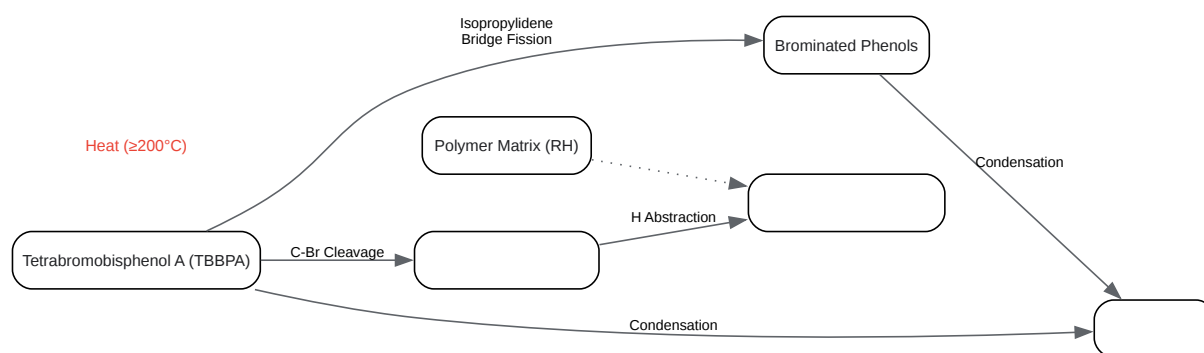 Isopropylidene
Bridge Fission
Brominated Phenols
Heat (≥200°C)
Polymer Matrix (RH)
Condensation
H Abstraction
C-Br Cleavage
Tetrabromobisphenol A (TBBPA)
Condensation